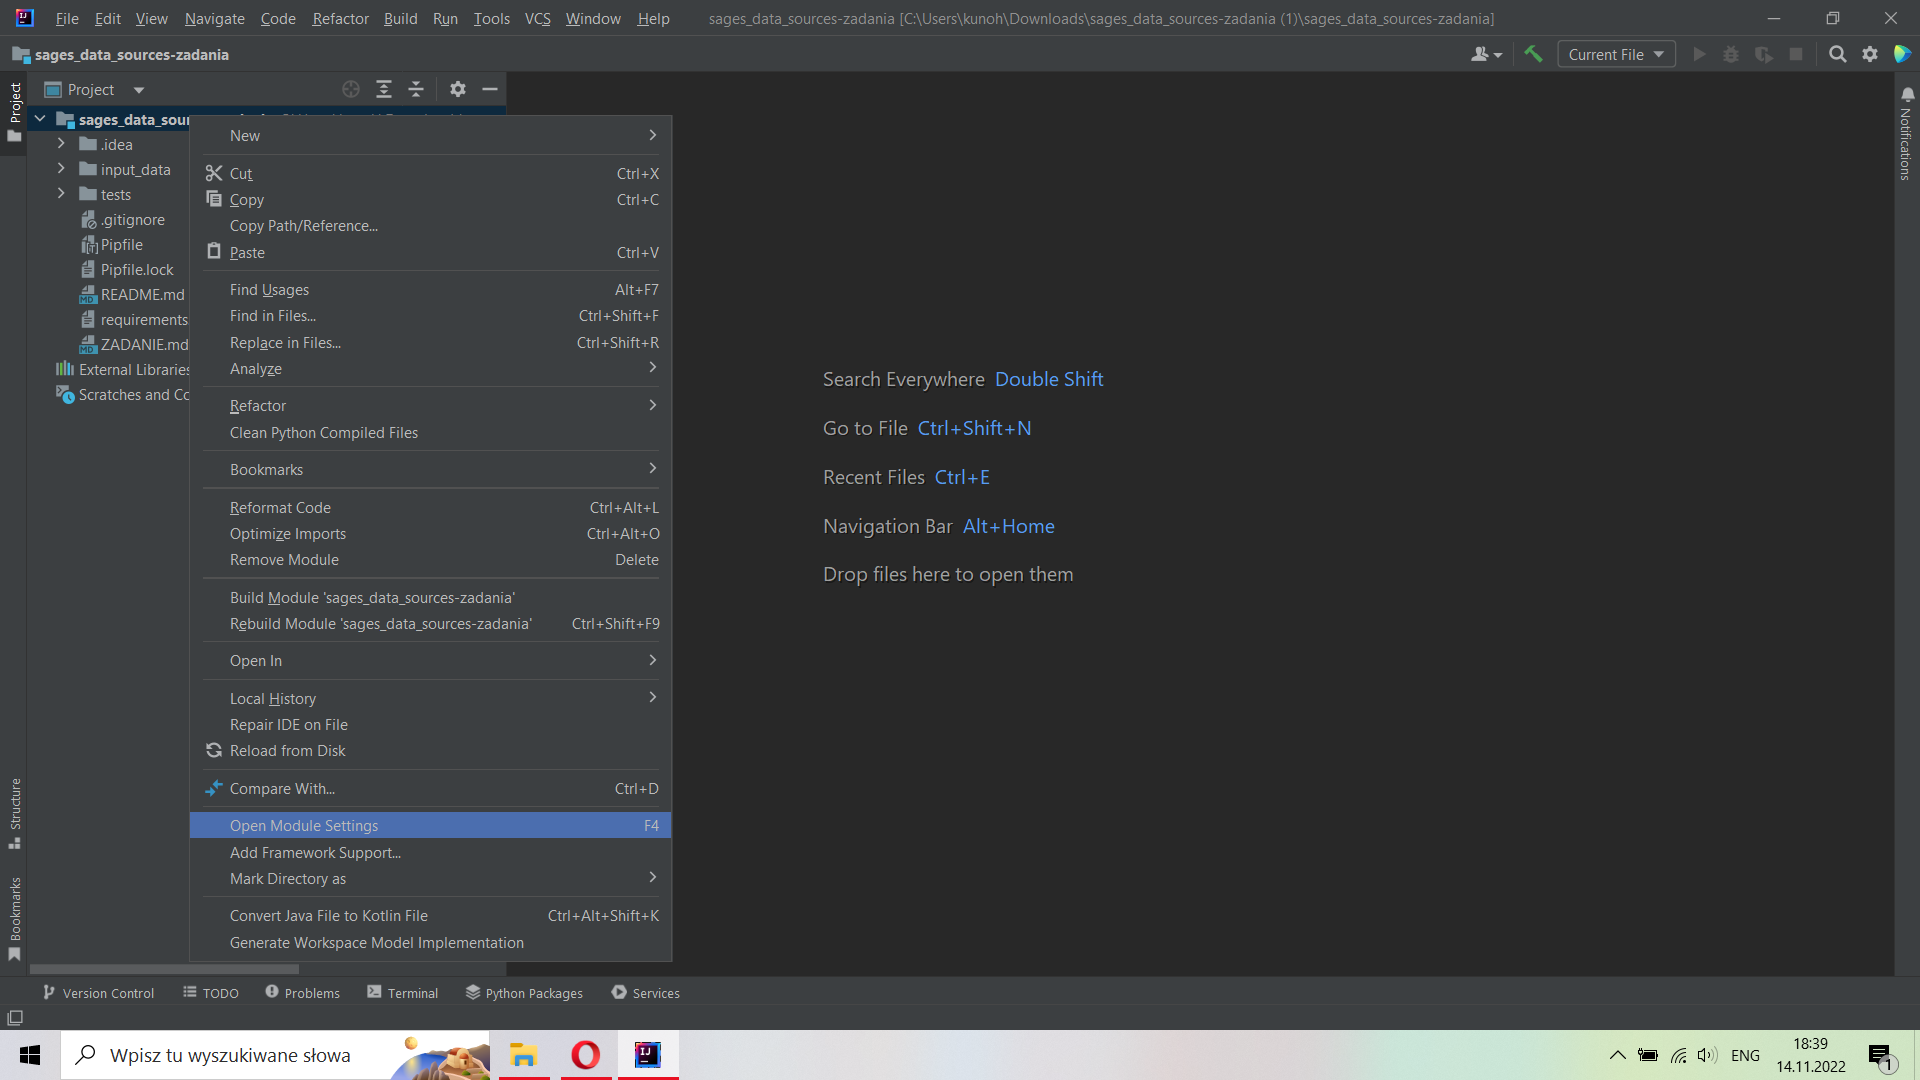 File Edit View Navigate Code Refactor Build Run Tools VCS Window Help sages_data_sources-zadania [C:\Users\kunoh\Downloads\sages_data_sources-zadania (1)\sages_data_sources-zadania]
sages_data_sources-zadania
Current File
Project
Project
sages_data_sour
.idea
input_data
tests
.gitignore
Pipfile
Pipfile.lock
README.md
requirements
ZADANIE.md
External Libraries
Scratches and Co
New
Cut Ctrl+X
Copy Ctrl+C
Copy Path/Reference...
Paste Ctrl+V
Find Usages Alt+F7
Find in Files... Ctrl+Shift+F
Replace in Files... Ctrl+Shift+R
Analyze
Refactor
Clean Python Compiled Files
Bookmarks
Reformat Code Ctrl+Alt+L
Optimize Imports Ctrl+Alt+O
Remove Module Delete
Build Module 'sages_data_sources-zadania'
Rebuild Module 'sages_data_sources-zadania' Ctrl+Shift+F9
Open In
Local History
Repair IDE on File
Reload from Disk
Compare With... Ctrl+D
Open Module Settings F4
Add Framework Support...
Mark Directory as
Convert Java File to Kotlin File Ctrl+Alt+Shift+K
Generate Workspace Model Implementation
Search Everywhere Double Shift
Go to File Ctrl+Shift+N
Recent Files Ctrl+E
Navigation Bar Alt+Home
Drop files here to open them
Notifications
Structure
Bookmarks
Version Control TODO Problems Terminal Python Packages Services
Wpisz tu wyszukiwane słowa
ENG
18:39
14.11.2022
1